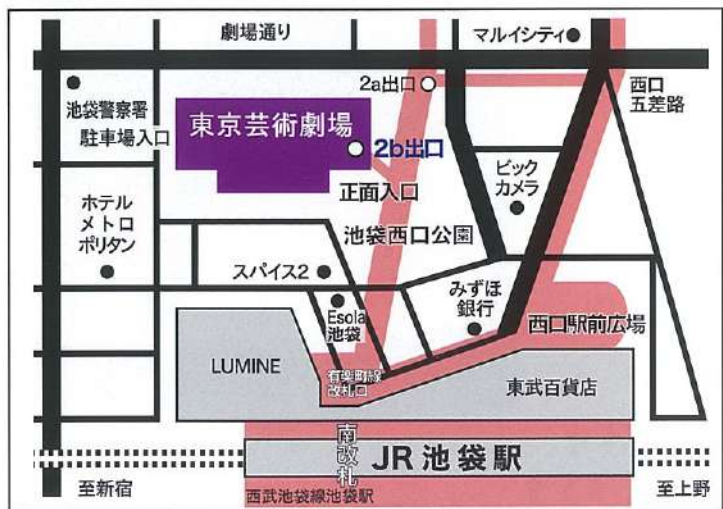 劇場通り
マルイシティ
2a出口
西口
五差路
池袋警察署
駐車場入口
東京芸術劇場
2b出口
正面入口
ビック
カメラ
ホテル
メトロ
ポリタン
池袋西口公園
スパイス2
Esola
池袋
みずほ
銀行
西口駅前広場
LUMINE
有楽町線
改札口
東武百貨店
南改札
JR池袋駅
至新宿
西武池袋線池袋駅
至上野